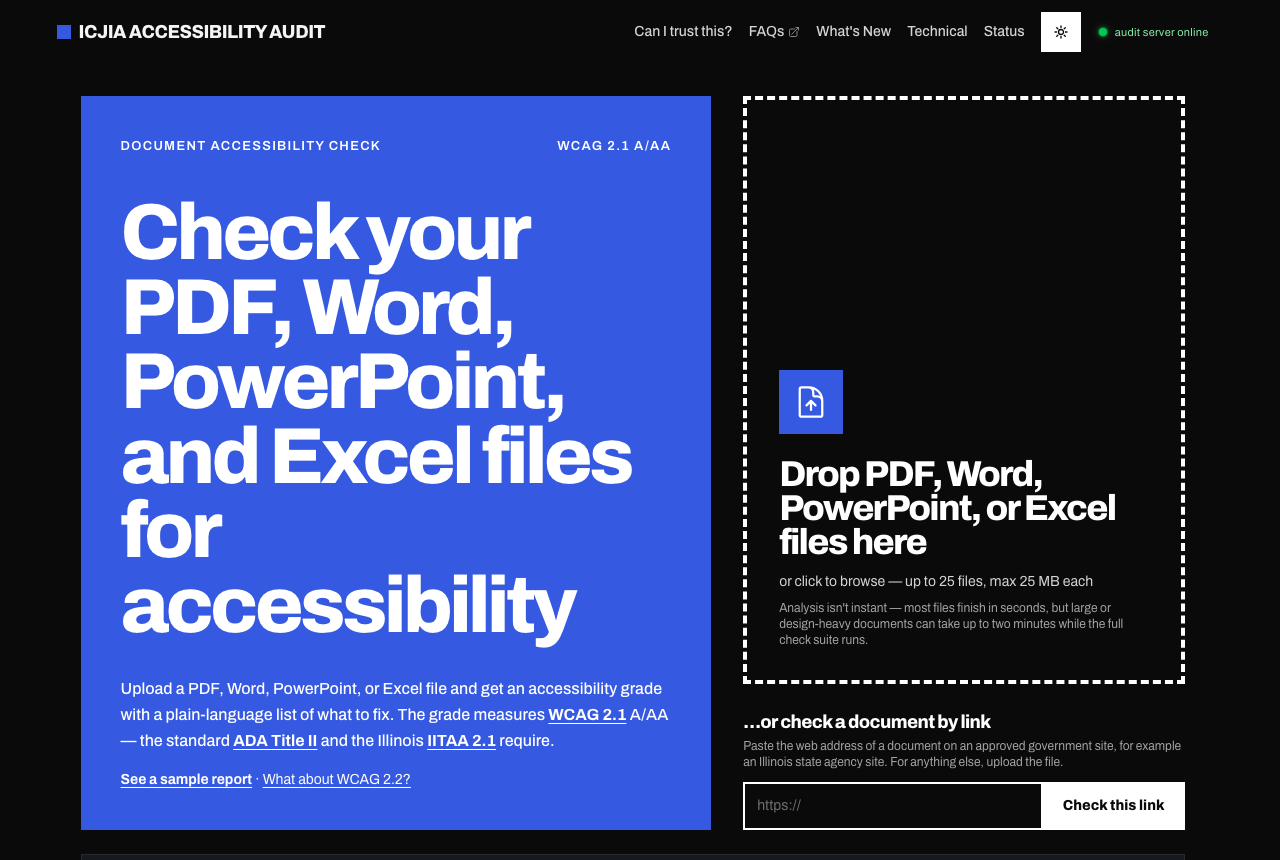 ICJIA ACCESSIBILITY AUDIT
Can I trust this?
FAQs
What's New
Technical
Status
audit server online
DOCUMENT ACCESSIBILITY CHECK
WCAG 2.1 A/AA
Check your
PDF, Word,
PowerPoint,
and Excel files
for
accessibility
Upload a PDF, Word, PowerPoint, or Excel file and get an accessibility grade
with a plain-language list of what to fix. The grade measures WCAG 2.1 A/AA
— the standard ADA Title II and the Illinois IITAA 2.1 require.
See a sample report · What about WCAG 2.2?
Drop PDF, Word,
PowerPoint, or Excel
files here
or click to browse — up to 25 files, max 25 MB each
Analysis isn't instant — most files finish in seconds, but large or
design-heavy documents can take up to two minutes while the full
check suite runs.
...or check a document by link
Paste the web address of a document on an approved government site, for example
an Illinois state agency site. For anything else, upload the file.
https://
Check this link